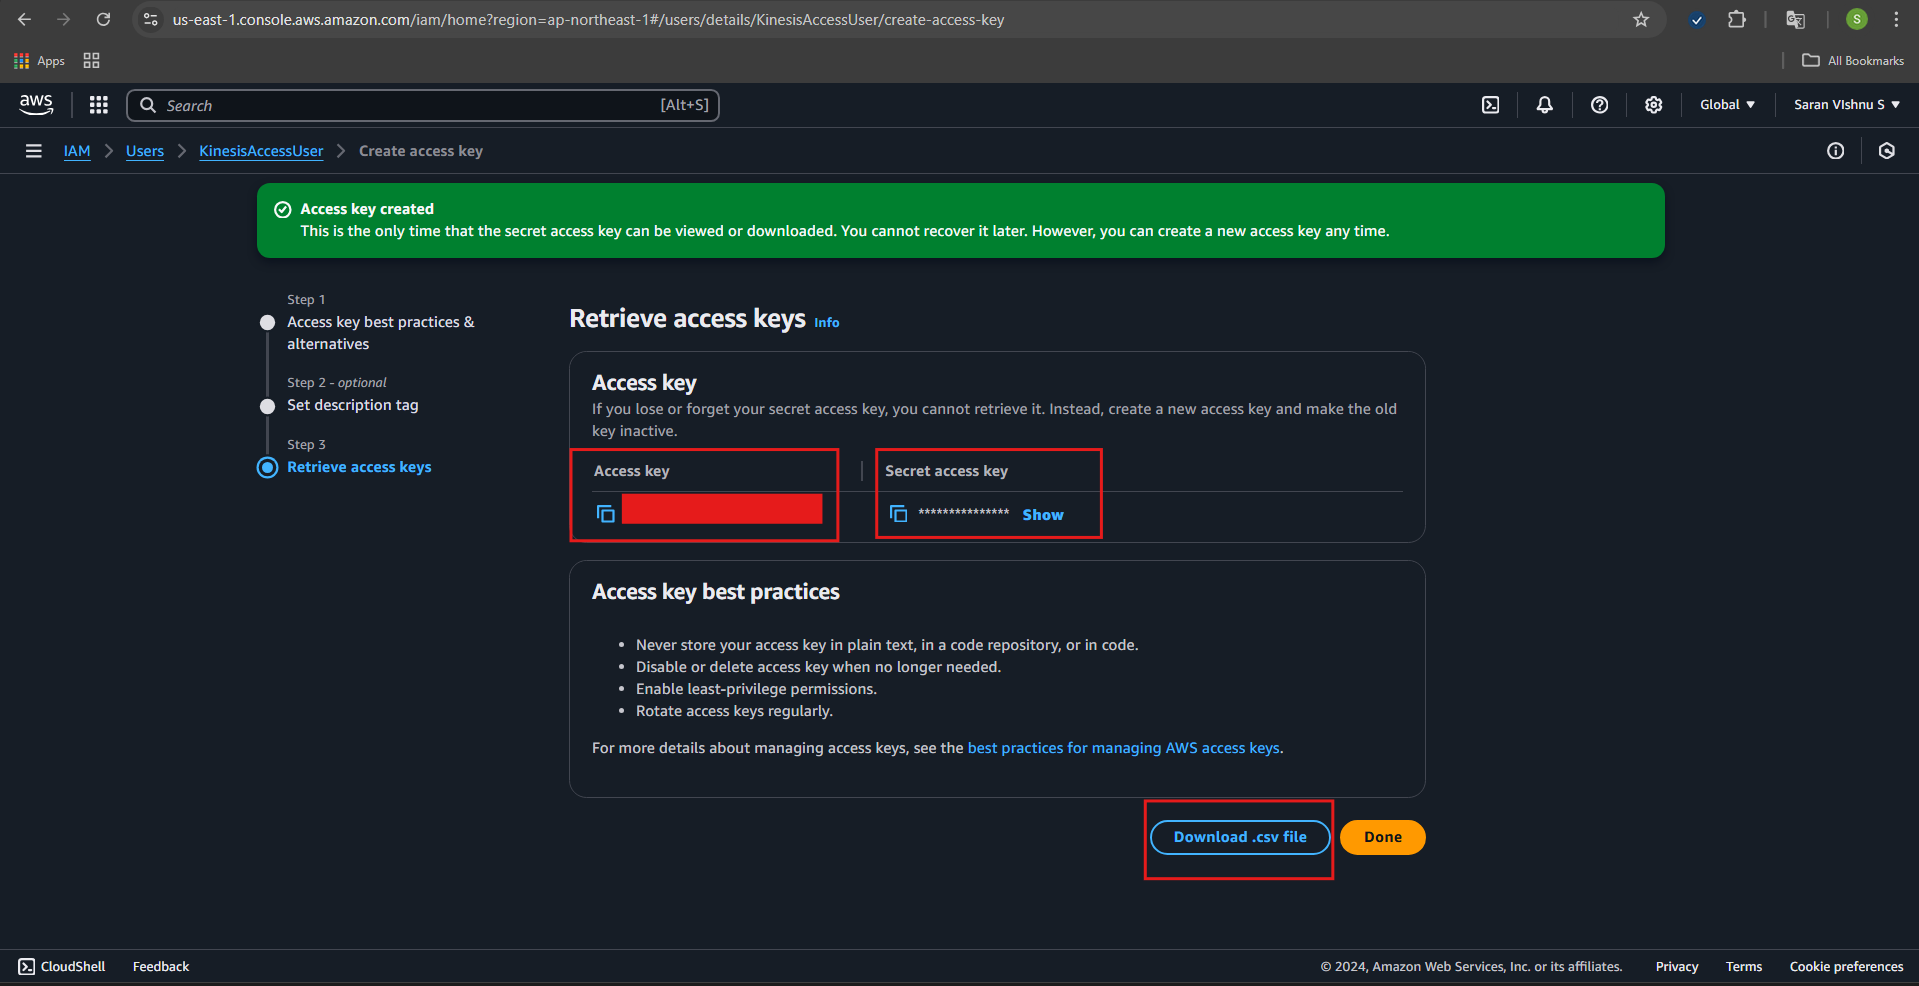 us-east-1.console.aws.amazon.com/iam/home?region=ap-northeast-1#/users/details/KinesisAccessUser/create-access-key
S
Apps
All Bookmarks
aws
Search
[Alt+S]
Global
Saran VIshnu S
IAM
Users
KinesisAccessUser
Create access key
Access key created
This is the only time that the secret access key can be viewed or downloaded. You cannot recover it later. However, you can create a new access key any time.
Step 1
Access key best practices &
alternatives
Step 2 - optional
Set description tag
Step 3
Retrieve access keys
Retrieve access keys Info
Access key
If you lose or forget your secret access key, you cannot retrieve it. Instead, create a new access key and make the old
key inactive.
Access key
Secret access key
*************** Show
Access key best practices
• Never store your access key in plain text, in a code repository, or in code.
• Disable or delete access key when no longer needed.
• Enable least-privilege permissions.
• Rotate access keys regularly.
For more details about managing access keys, see the best practices for managing AWS access keys.
Download .csv file
Done
CloudShell
Feedback
© 2024, Amazon Web Services, Inc. or its affiliates.
Privacy
Terms
Cookie preferences